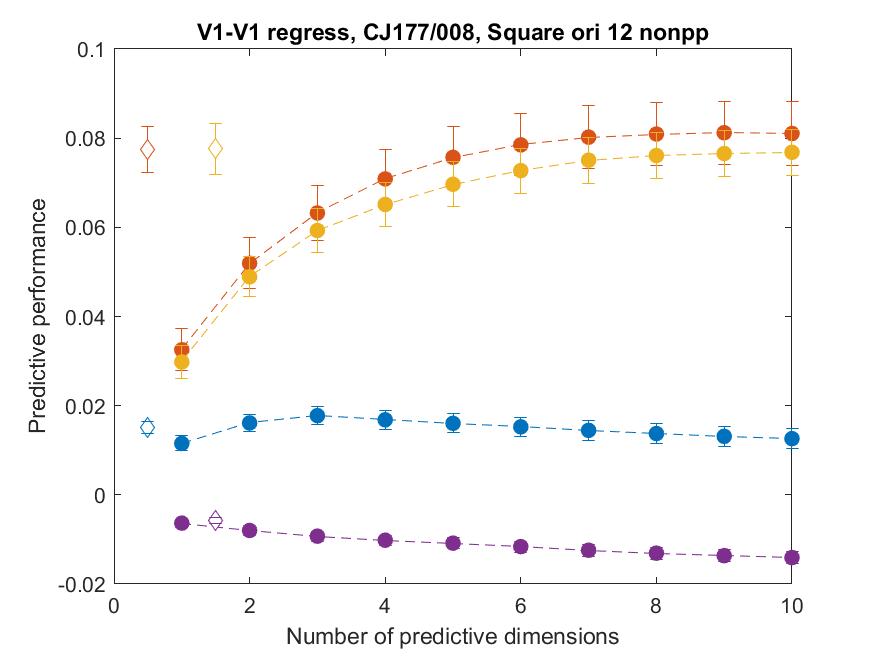 V1-V1 regress, CJ177/008, Square ori 12 nonpp
0.1
0.08
0.06
0.04
0.02
0
-0.02
Predictive performance
0 2 4 6 8 10
Number of predictive dimensions